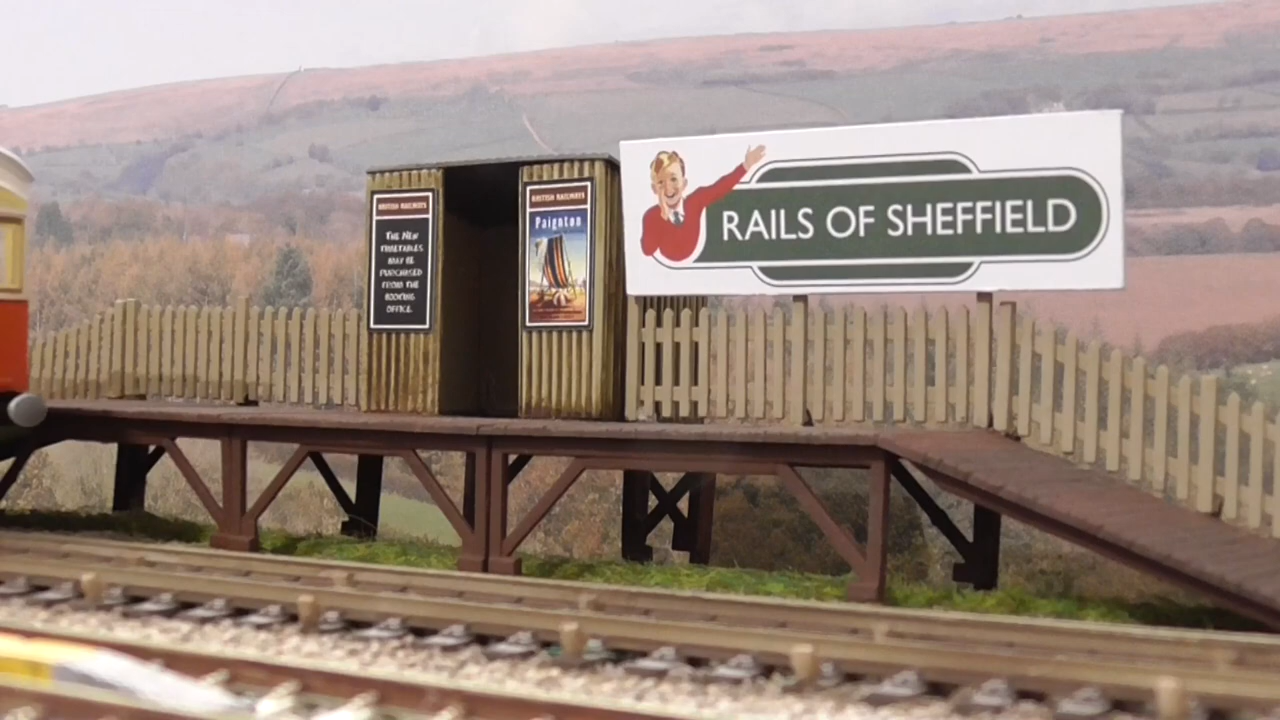 BRITISH RAILWAYS
THE NEW
TIMETABLES
MAY BE
PURCHASED
FROM THE
BOOKING
OFFICE.
BRITISH RAILWAYS
Paignton
RAILS OF SHEFFIELD